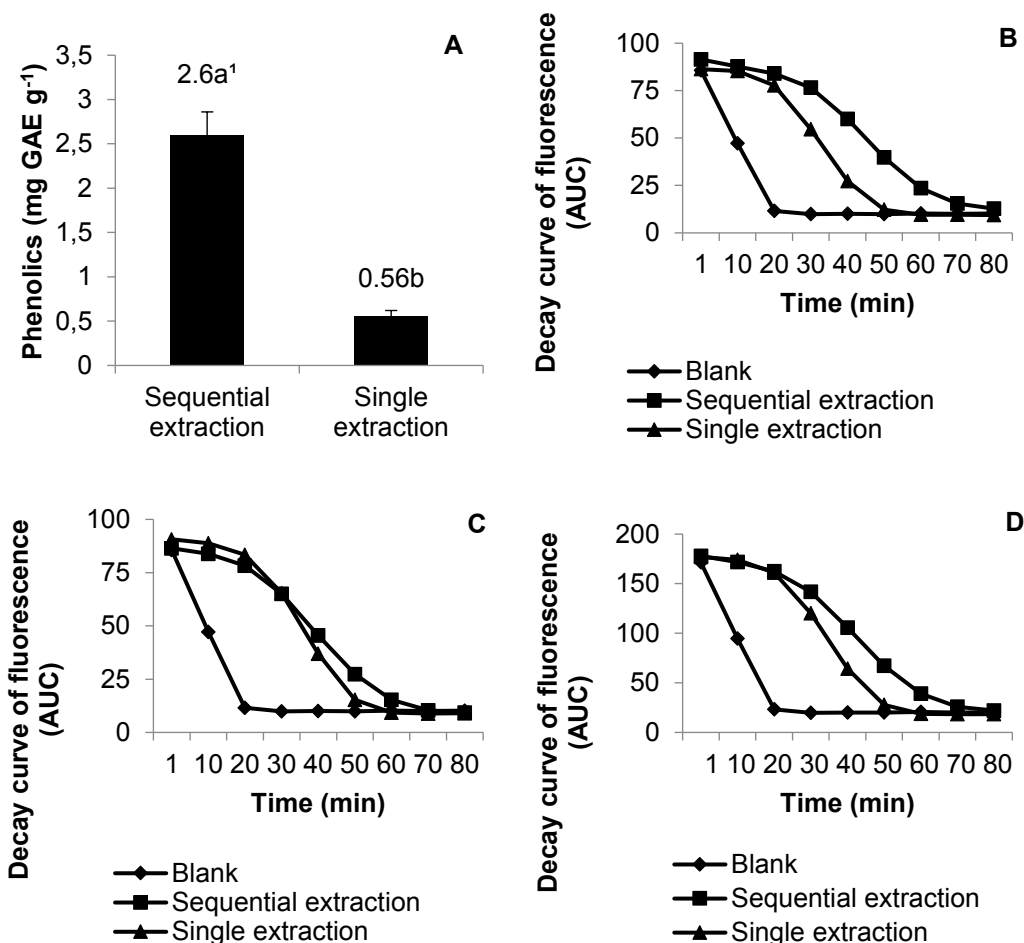 A
Phenolics (mg GAE g⁻¹)
3,5
3
2,5
2
1,5
1
0,5
0
2.6a¹
0.56b
Sequential
extraction
Single
extraction
B
Decay curve of fluorescence
(AUC)
100
75
50
25
0
1 10 20 30 40 50 60 70 80
Time (min)
Blank
Sequential extraction
Single extraction
C
Decay curve of fluorescence
(AUC)
100
75
50
25
0
1 10 20 30 40 50 60 70 80
Time (min)
Blank
Sequential extraction
Single extraction
D
Decay curve of fluorescence
(AUC)
200
150
100
50
0
1 10 20 30 40 50 60 70 80
Time (min)
Blank
Sequential extraction
Single extraction